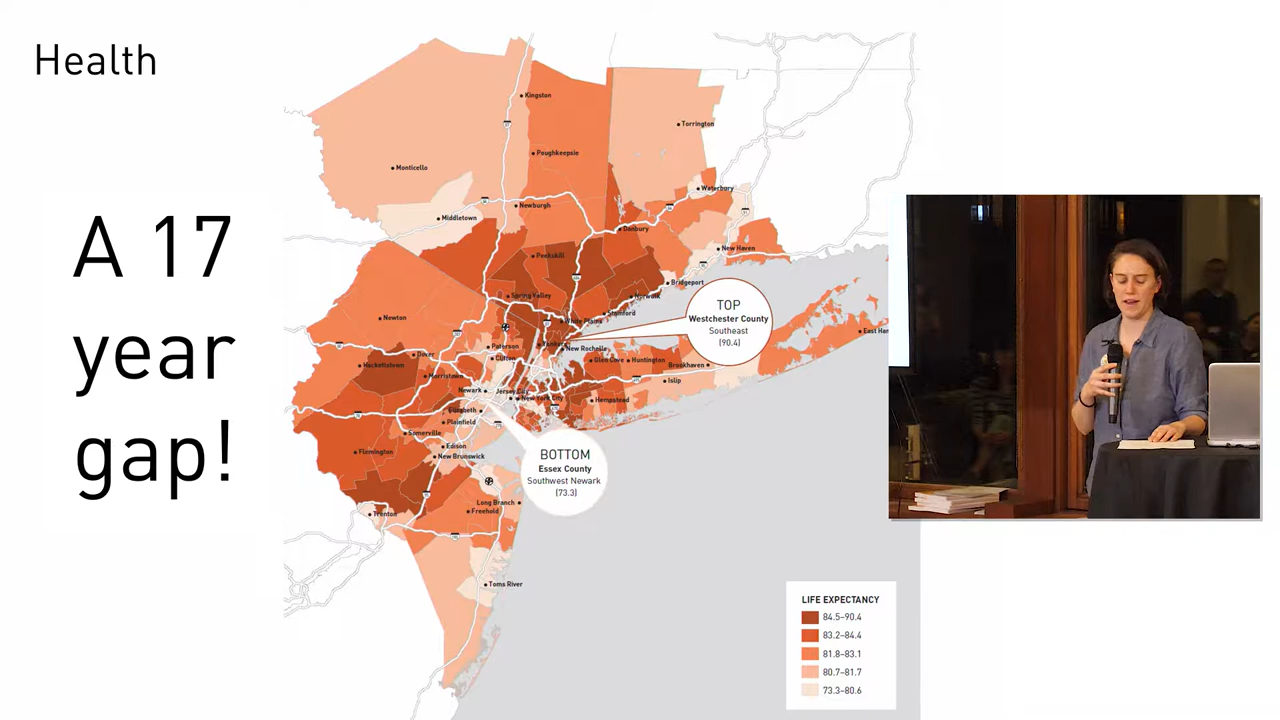 Health
A 17
year
gap!
Kingston
Torrington
Poughkeepsie
Monticello
Waterbury
Newburgh
Middletown
Danbury
New Haven
Peekskill
Bridgeport
Spring Valley
Norwalk
Stamford
White Plains
Newton
Yonkers
New Rochelle
Paterson
Clifton
Dover
Hackettstown
Glen Cove
Huntington
Brookhaven
East Ham
Morristown
Islip
Newark
Jersey City
New York City
Hempstead
Elizabeth
Plainfield
Somerville
Edison
New Brunswick
Flemington
Long Branch
Freehold
Trenton
Toms River
TOP
Westchester County
Southeast
(90.4)
BOTTOM
Essex County
Southwest Newark
(73.3)
LIFE EXPECTANCY
84.5–90.4
83.2–84.4
81.8–83.1
80.7–81.7
73.3–80.6